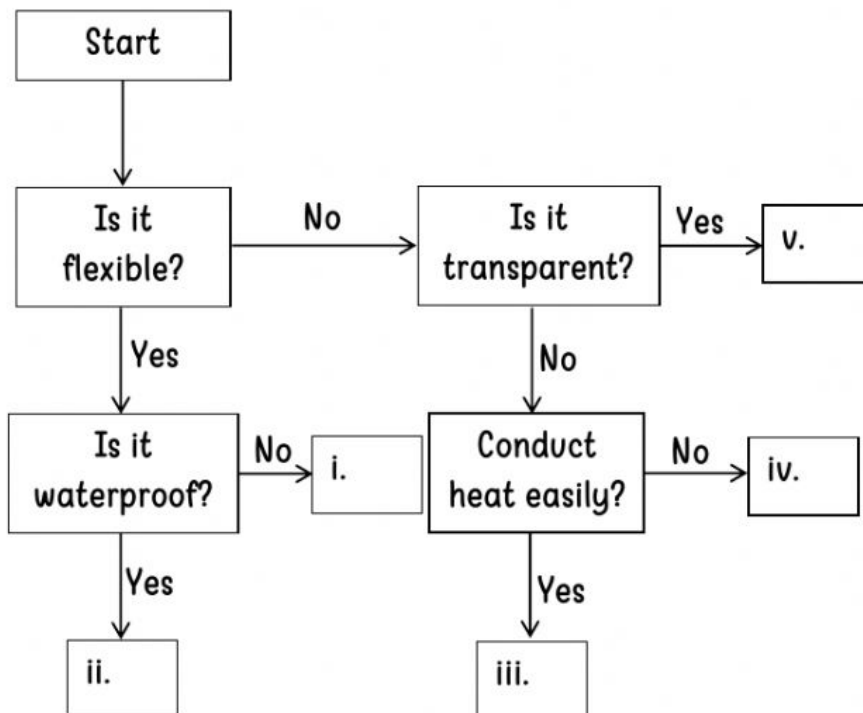 Start
Is it
flexible?
No
Is it
transparent?
Yes
v.
Yes
No
Is it
waterproof?
No
i.
Conduct
heat easily?
No
iv.
Yes
Yes
ii.
iii.